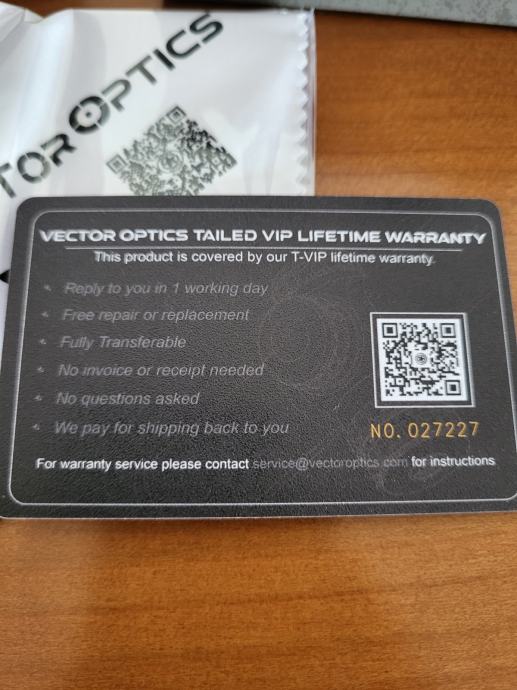 TOR OPTICS
VECTOR OPTICS TAILED VIP LIFETIME WARRANTY
This product is covered by our T-VIP lifetime warranty.
Reply to you in 1 working day
Free repair or replacement
Fully Transferable
No invoice or receipt needed
No questions asked
We pay for shipping back to you
NO. 027227
For warranty service please contact service@vectoroptics.com for instructions